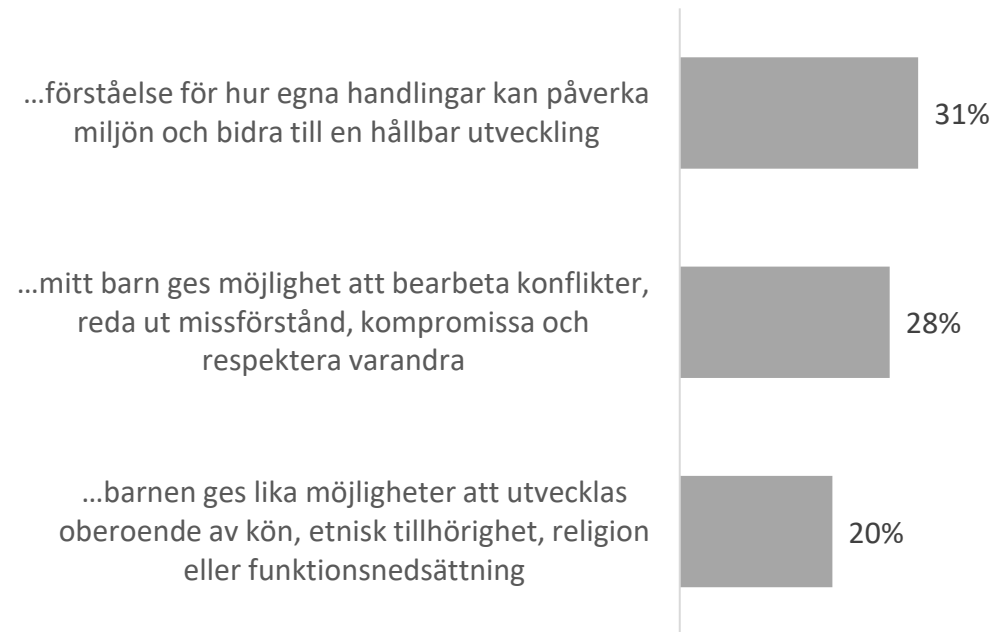 …förståelse för hur egna handlingar kan påverka
miljön och bidra till en hållbar utveckling
31%
…mitt barn ges möjlighet att bearbeta konflikter,
reda ut missförstånd, kompromissa och
respektera varandra
28%
…barnen ges lika möjligheter att utvecklas
oberoende av kön, etnisk tillhörighet, religion
eller funktionsnedsättning
20%